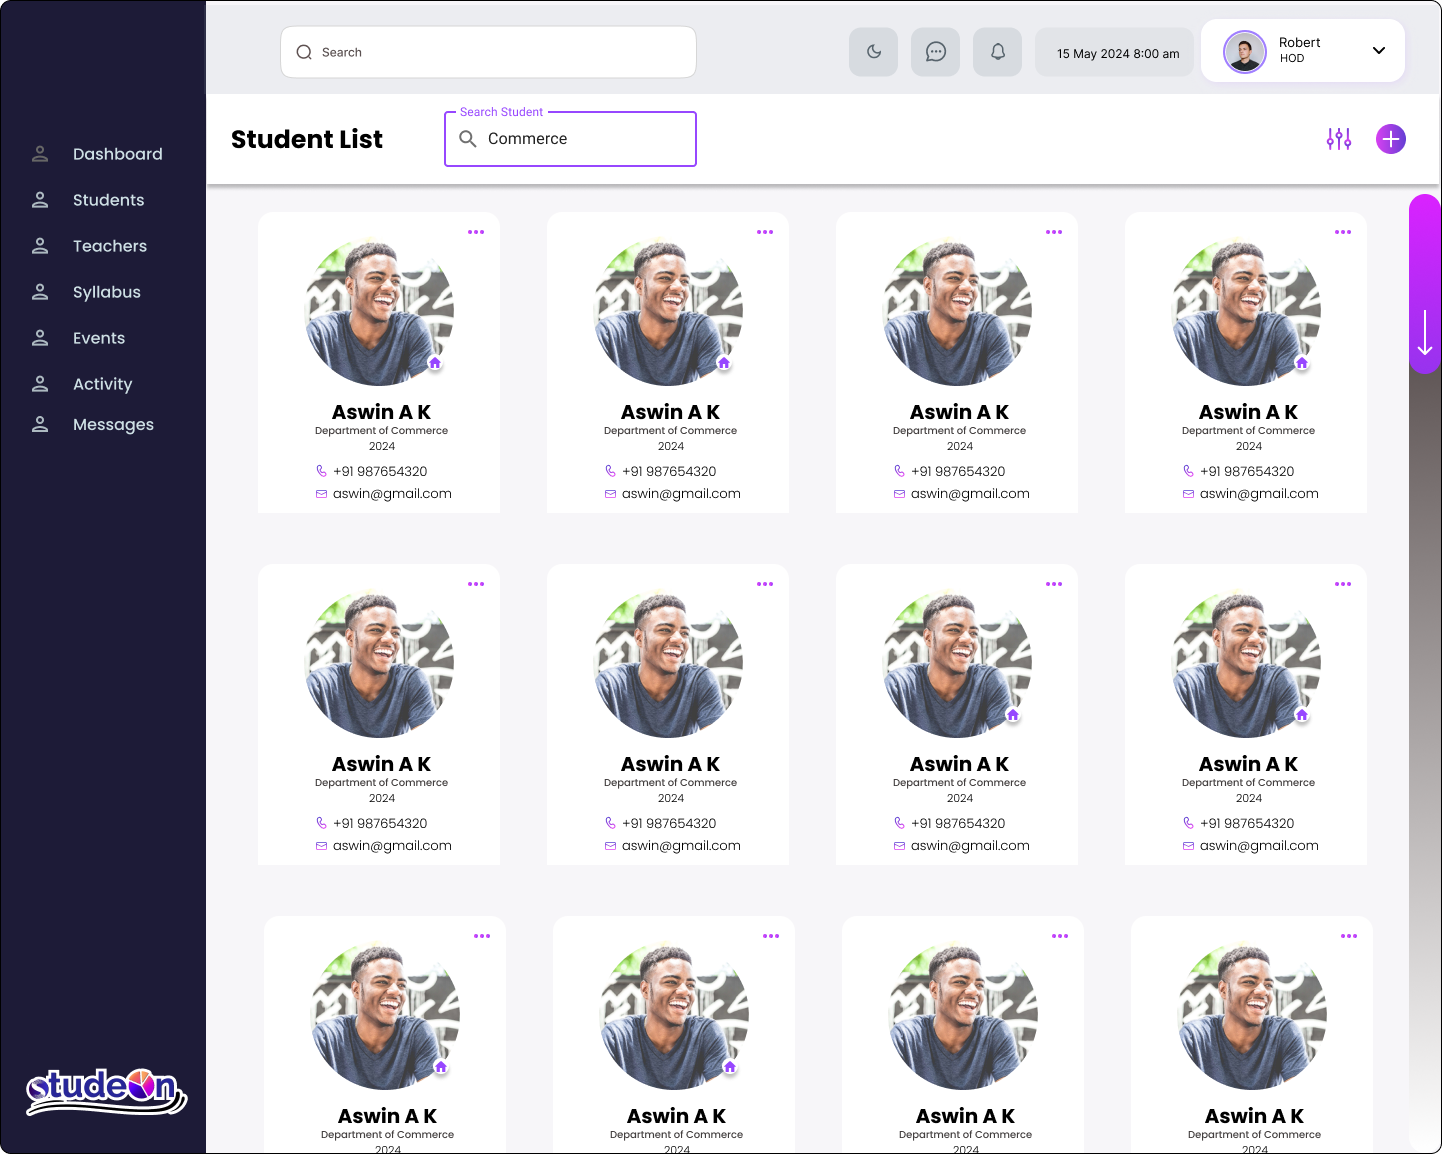 Search
15 May 2024 8:00 am
Robert
HOD
Student List
Search Student
Commerce
Dashboard
Students
Teachers
Syllabus
Events
Activity
Messages
studeOn
Aswin A K
Department of Commerce
2024
+91 987654320
aswin@gmail.com
Aswin A K
Department of Commerce
2024
+91 987654320
aswin@gmail.com
Aswin A K
Department of Commerce
2024
+91 987654320
aswin@gmail.com
Aswin A K
Department of Commerce
2024
+91 987654320
aswin@gmail.com
Aswin A K
Department of Commerce
2024
+91 987654320
aswin@gmail.com
Aswin A K
Department of Commerce
2024
+91 987654320
aswin@gmail.com
Aswin A K
Department of Commerce
2024
+91 987654320
aswin@gmail.com
Aswin A K
Department of Commerce
2024
+91 987654320
aswin@gmail.com
Aswin A K
Department of Commerce
2024
Aswin A K
Department of Commerce
2024
Aswin A K
Department of Commerce
2024
Aswin A K
Department of Commerce
2024